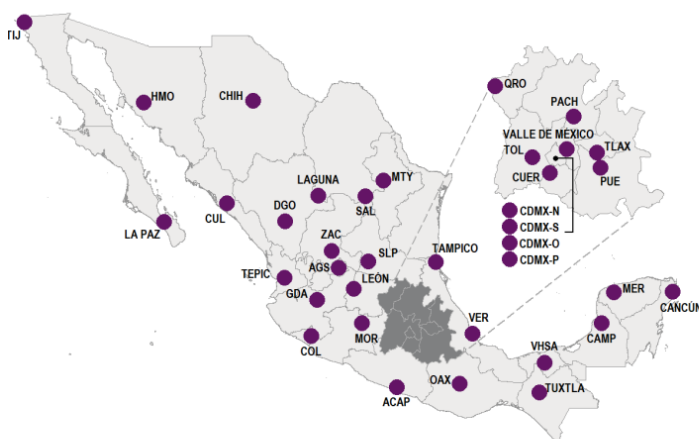 TIJ
HMO
CHIH
QRO
PACH
VALLE DE MÉXICO
TOL
TLAX
CUER
PUE
LAGUNA
MTY
CUL
DGO
SAL
CDMX-N
CDMX-S
CDMX-O
CDMX-P
LA PAZ
ZAC
SLP
TAMPICO
TEPIC
AGS
LEÓN
GDA
MER
CANCÚN
VER
CAMP
COL
MOR
VHSA
OAX
TUXTLA
ACAP